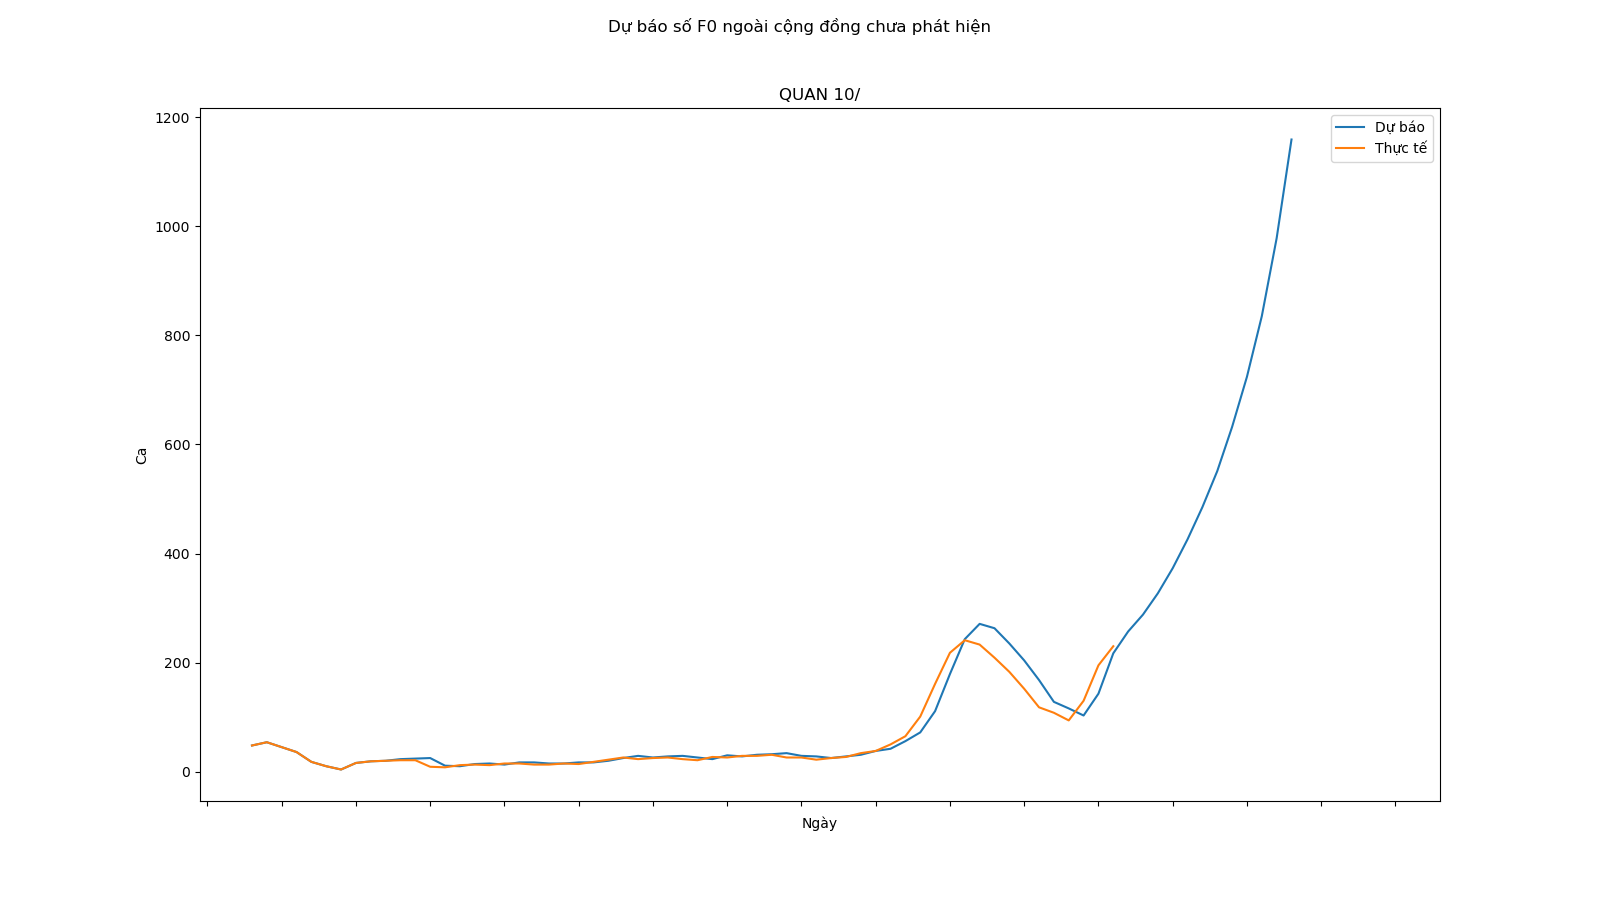 Dự báo số F0 ngoài cộng đồng chưa phát hiện
QUAN 10/
1200
1000
800
600
400
200
0
Ca
Ngày
Dự báo
Thực tế